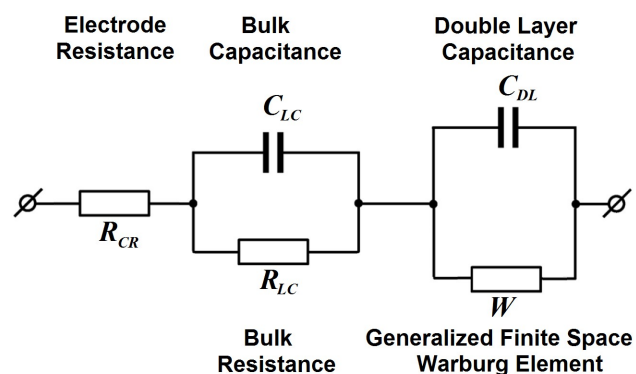 Electrode
Resistance
Bulk
Capacitance
Double Layer
Capacitance
C_LC
C_DL
R_CR
R_LC
W
Bulk
Resistance
Generalized Finite Space
Warburg Element